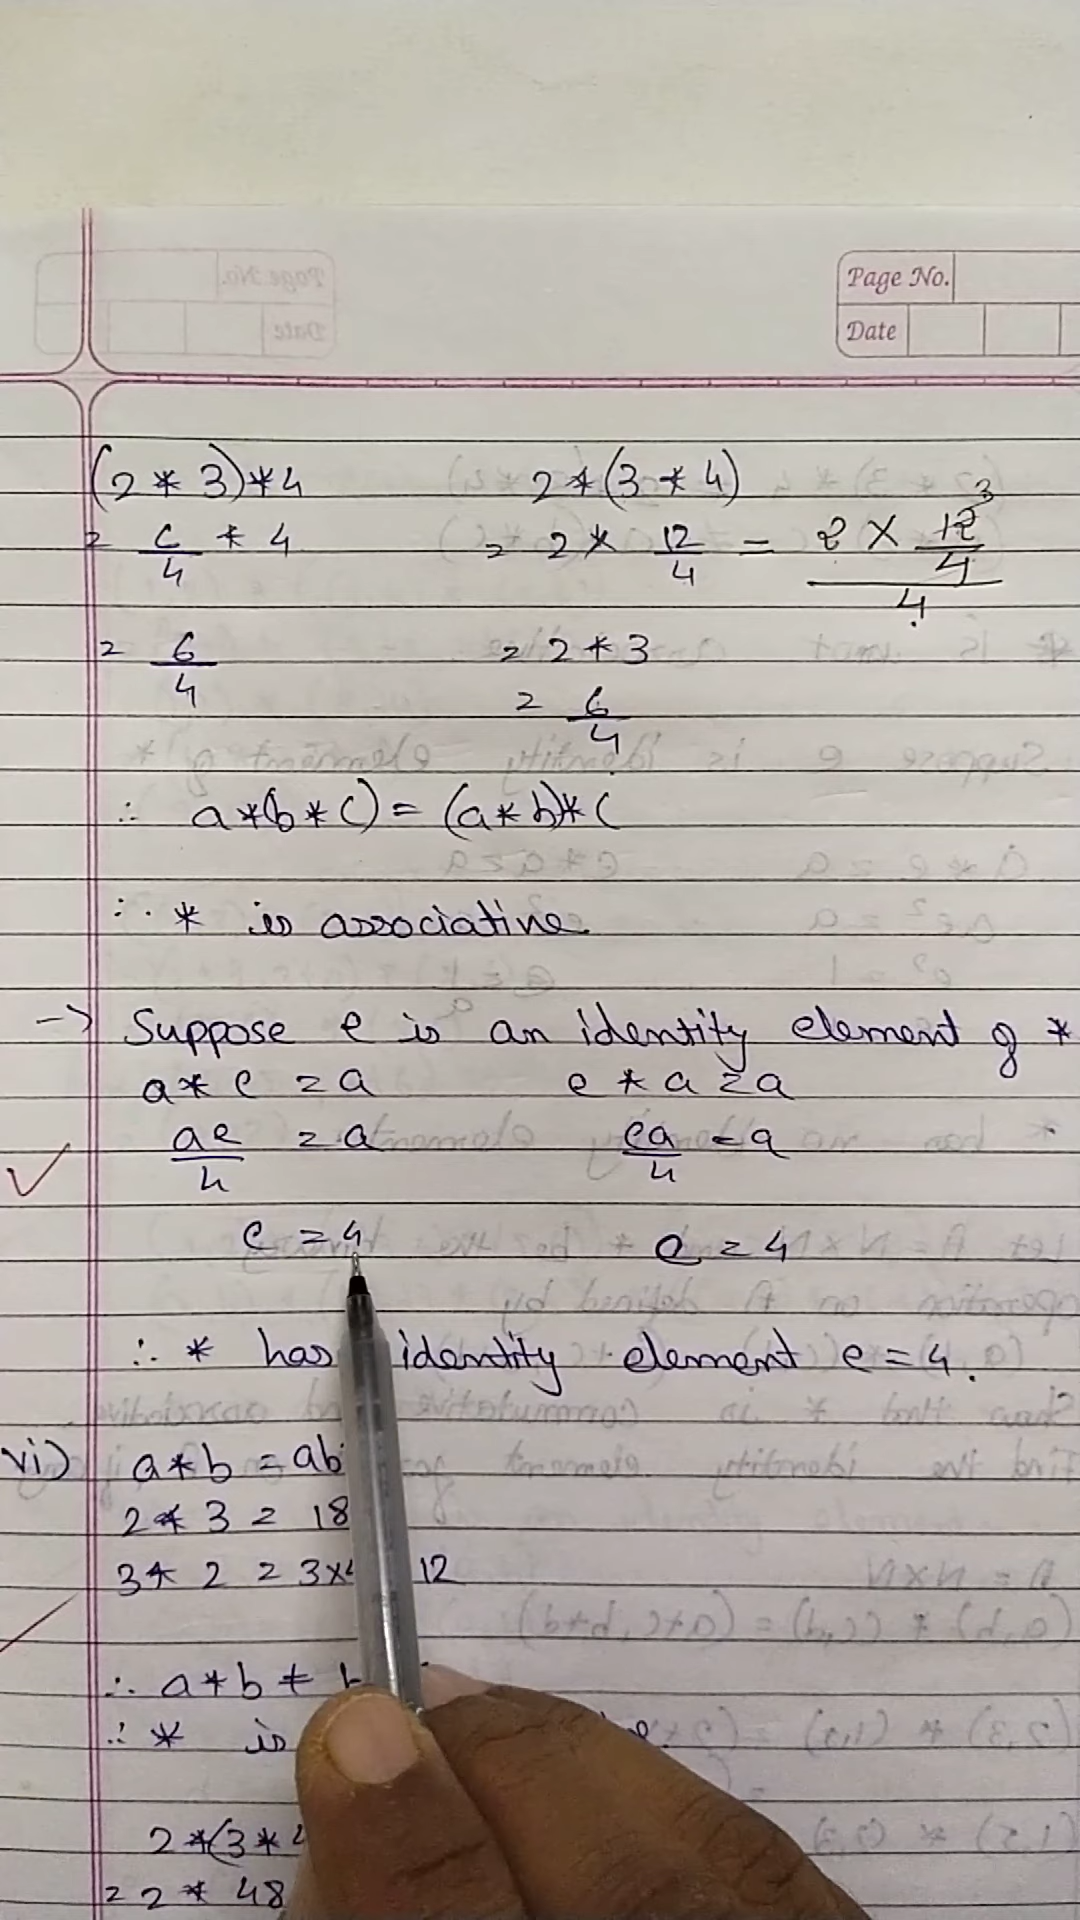 Page No.
Date
(2 * 3) * 4    2 * (3 * 4)
= 6/4 * 4    = 2 * 12/4 = (2 × 12/4)/4    3
= 6/4    = 2 * 3
= 6/4
∴ a * (b * c) = (a * b) * c
∴ * is associative.
-> Suppose e is an identity element of *
a * e = a    e * a = a
ae/4 = a    ea/4 = a
e = 4    e = 4
∴ * has identity element e = 4.
vi) a * b = ab
2 * 3 = 18
3 * 2 = 3×4 12
∴ a * b ≠ b
∴ * is
2 * (3 * 4
= 2 * 48